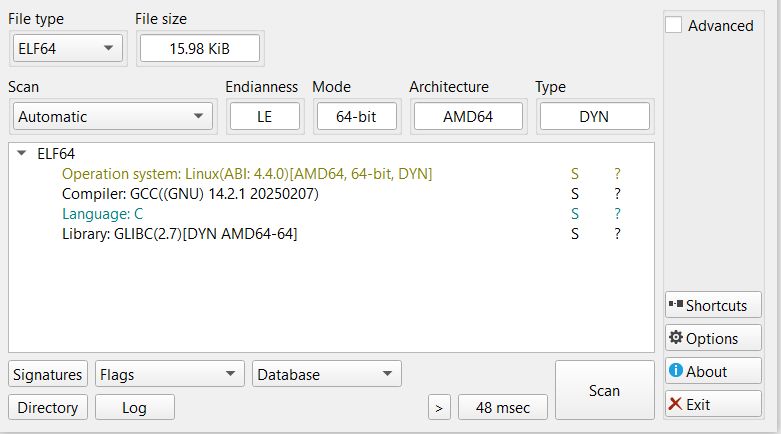 File type File size
ELF64 15.98 KiB
Advanced
Scan Endianness Mode Architecture Type
Automatic LE 64-bit AMD64 DYN
ELF64
Operation system: Linux(ABI: 4.4.0)[AMD64, 64-bit, DYN] S ?
Compiler: GCC((GNU) 14.2.1 20250207) S ?
Language: C S ?
Library: GLIBC(2.7)[DYN AMD64-64] S ?
Shortcuts
Options
About
Exit
Signatures Flags Database
Directory Log > 48 msec Scan